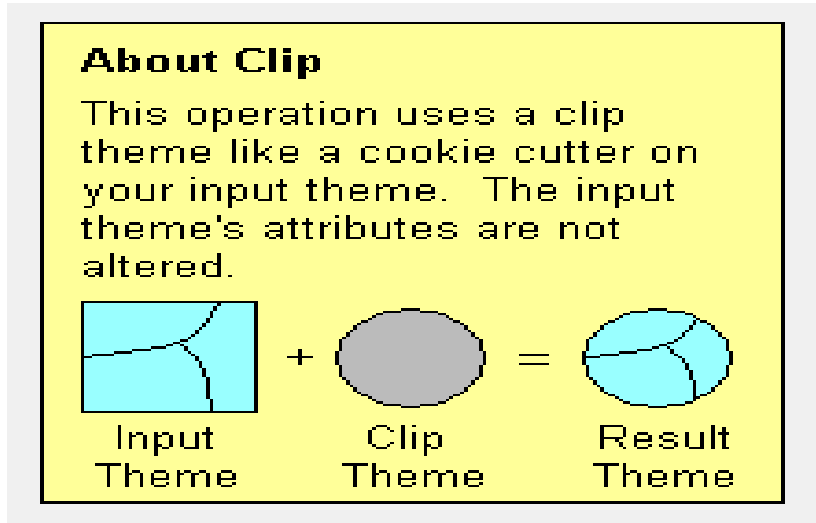 About Clip
This operation uses a clip
theme like a cookie cutter on
your input theme.  The input
theme's attributes are not
altered.
+ =
Input Clip Result
Theme Theme Theme